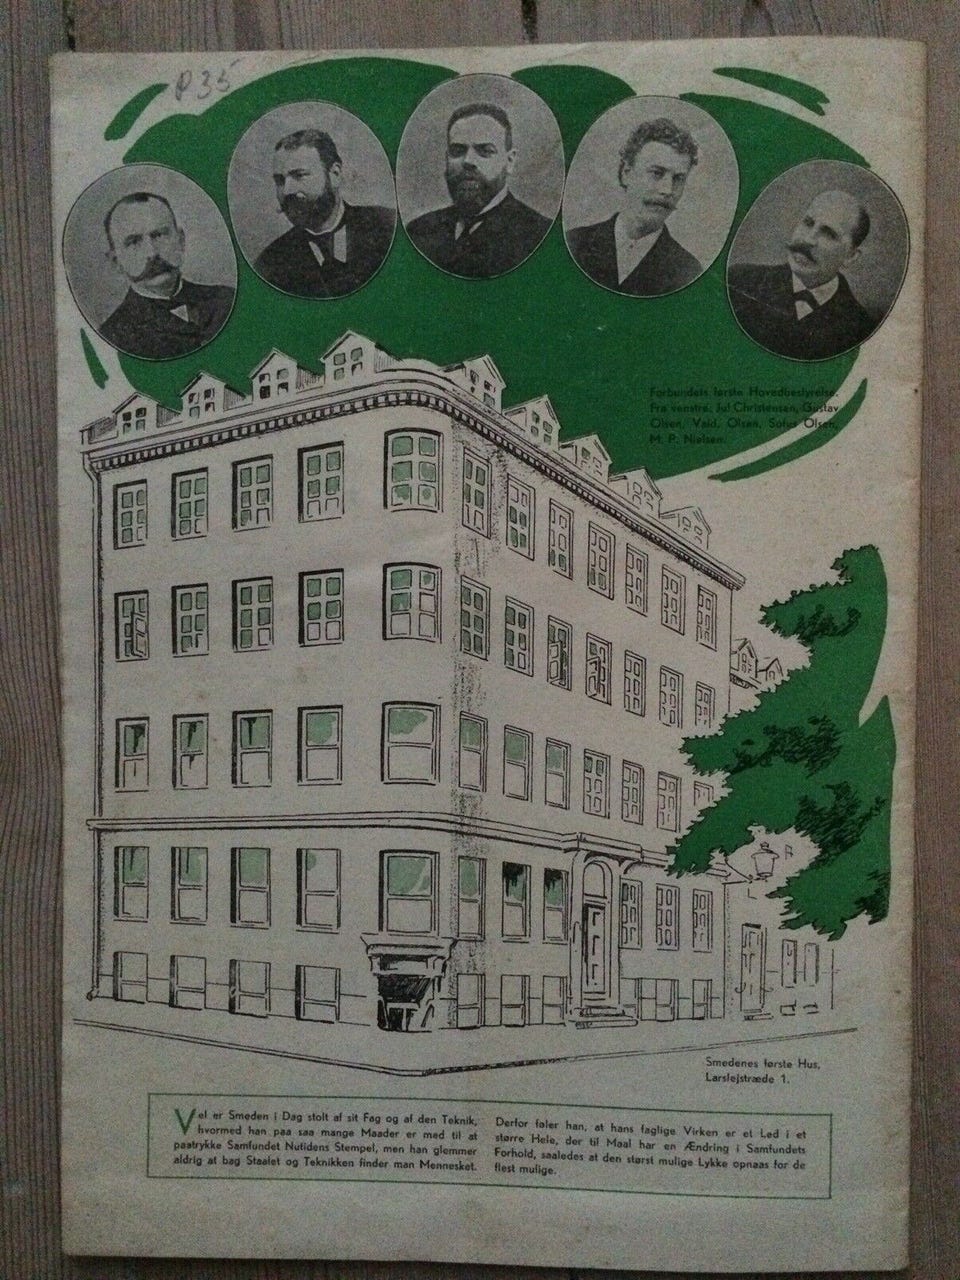 P 35
Forbundets første Hovedbestyrelse.
Fra venstre: Jul Christensen, Gustav
Olsen, Vald. Olsen, Sofus Olsen,
M. P. Nielsen.
Smedenes første Hus,
Larslejstræde 1.
Vel er Smeden i Dag stolt af sit Fag og af den Teknik,
hvormed han paa saa mange Maader er med til at
paatrykke Samfundet Nutidens Stempel, men han glemmer
aldrig at bag Staalet og Teknikken finder man Mennesket.
Derfor føler han, at hans faglige Virken er et Led i et
større Hele, der til Maal har en Ændring i Samfundets
Forhold, saaledes at den størst mulige Lykke opnaas for de
flest mulige.